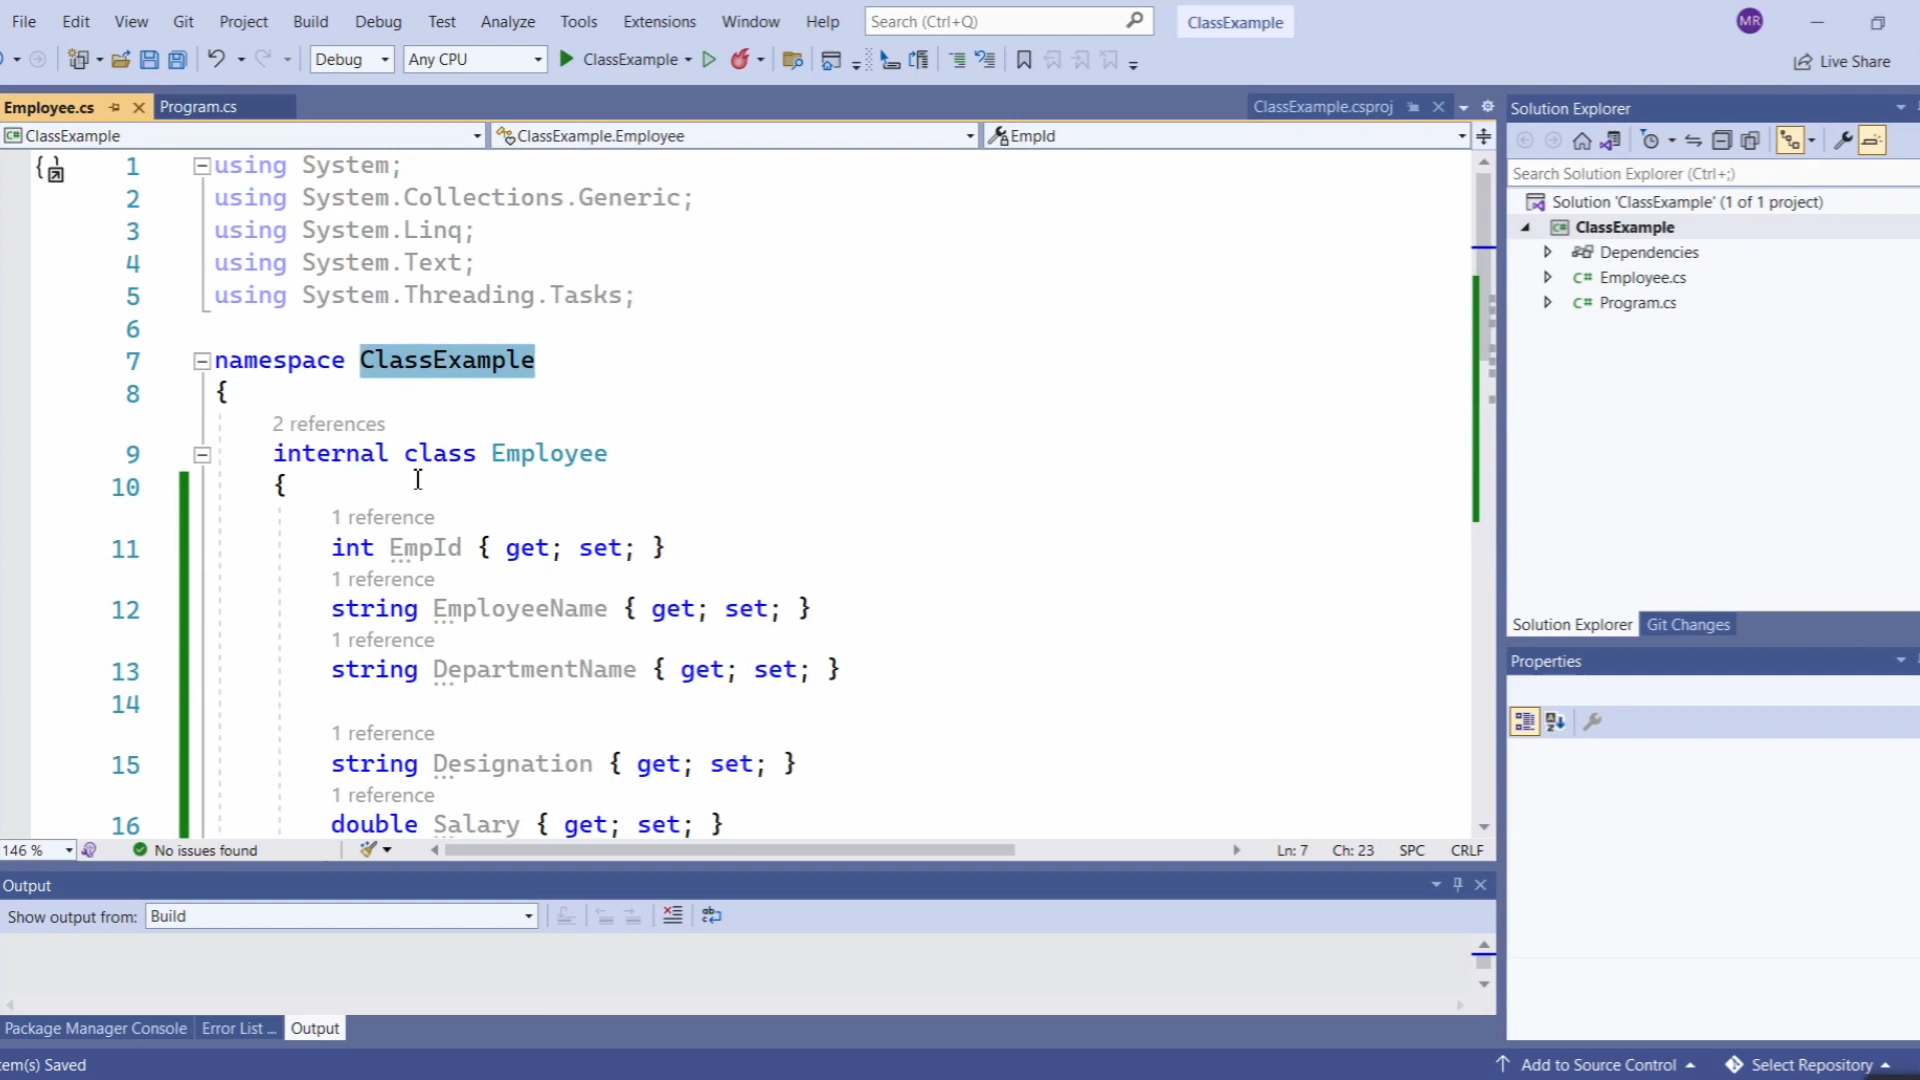 File Edit View Git Project Build Debug Test Analyze Tools Extensions Window Help Search (Ctrl+Q) ClassExample MR
Debug Any CPU ClassExample Live Share
Employee.cs Program.cs ClassExample.csproj
ClassExample ClassExample.Employee EmpId
1 using System;
2 using System.Collections.Generic;
3 using System.Linq;
4 using System.Text;
5 using System.Threading.Tasks;
6
7 namespace ClassExample
8 {
2 references
9 internal class Employee
10 {
1 reference
11 int EmpId { get; set; }
1 reference
12 string EmployeeName { get; set; }
1 reference
13 string DepartmentName { get; set; }
14
1 reference
15 string Designation { get; set; }
1 reference
16 double Salary { get; set; }
146 % No issues found Ln: 7 Ch: 23 SPC CRLF
Output
Show output from: Build
Package Manager Console Error List ... Output
Solution Explorer
Search Solution Explorer (Ctrl+;)
Solution 'ClassExample' (1 of 1 project)
ClassExample
Dependencies
C# Employee.cs
C# Program.cs
Solution Explorer Git Changes
Properties
em(s) Saved Add to Source Control Select Repository